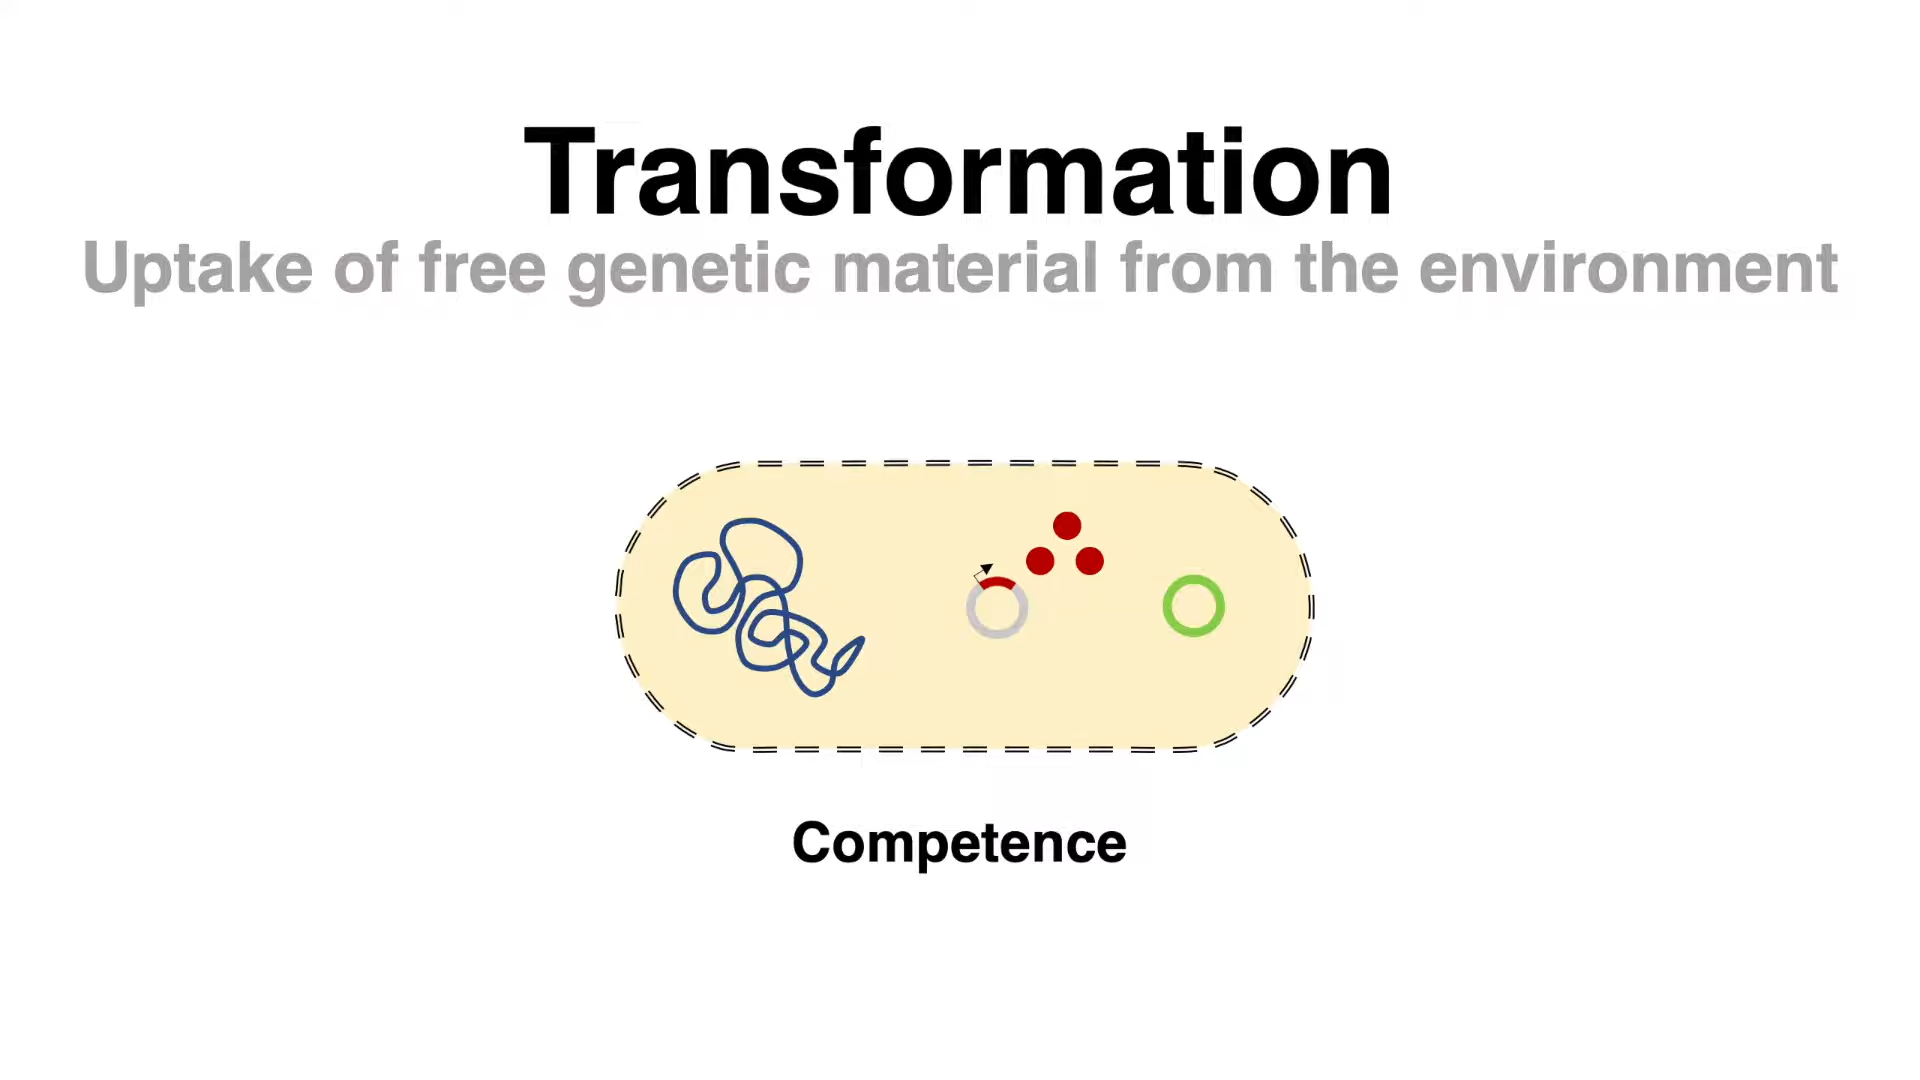 Transformation
Uptake of free genetic material from the environment
Competence